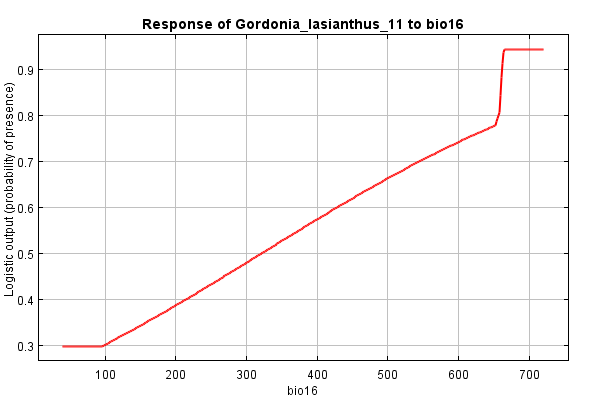 Response of Gordonia_lasianthus_11 to bio16
Logistic output (probability of presence)
0.9
0.8
0.7
0.6
0.5
0.4
0.3
100 200 300 400 500 600 700
bio16